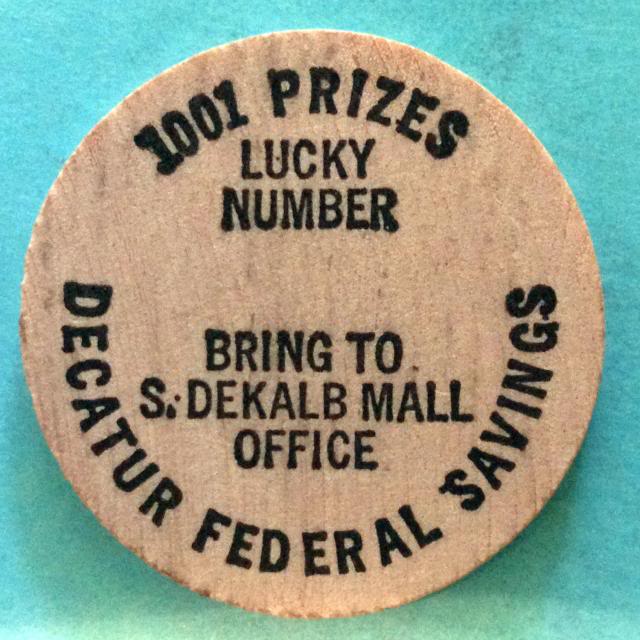 1001 PRIZES
LUCKY
NUMBER
BRING TO
S. DEKALB MALL
OFFICE
DECATUR FEDERAL SAVINGS